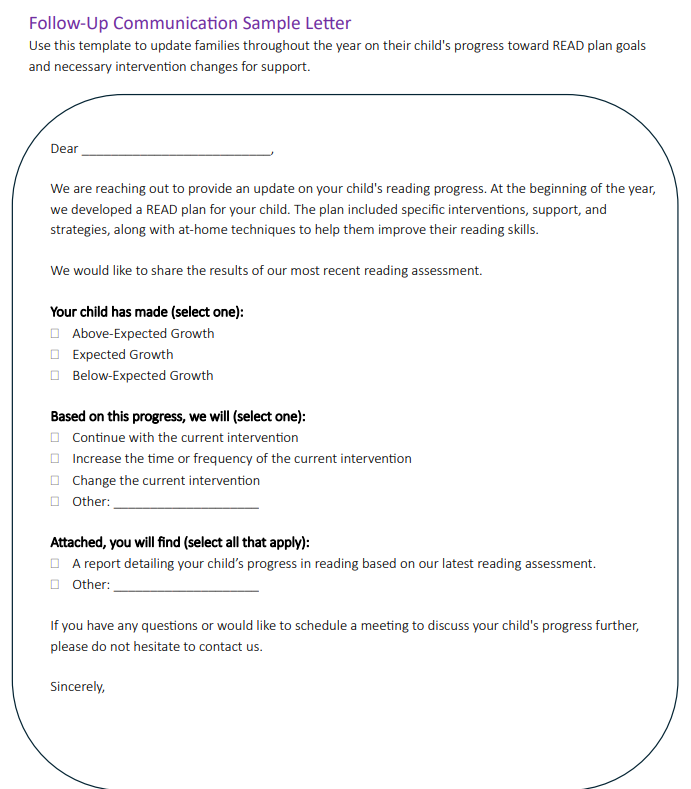 Follow-Up Communication Sample Letter
Use this template to update families throughout the year on their child's progress toward READ plan goals
and necessary intervention changes for support.
Dear ___________________________,
We are reaching out to provide an update on your child's reading progress. At the beginning of the year,
we developed a READ plan for your child. The plan included specific interventions, support, and
strategies, along with at-home techniques to help them improve their reading skills.
We would like to share the results of our most recent reading assessment.
Your child has made (select one):
☐ Above-Expected Growth
☐ Expected Growth
☐ Below-Expected Growth
Based on this progress, we will (select one):
☐ Continue with the current intervention
☐ Increase the time or frequency of the current intervention
☐ Change the current intervention
☐ Other: _____________________
Attached, you will find (select all that apply):
☐ A report detailing your child’s progress in reading based on our latest reading assessment.
☐ Other: _____________________
If you have any questions or would like to schedule a meeting to discuss your child's progress further,
please do not hesitate to contact us.
Sincerely,